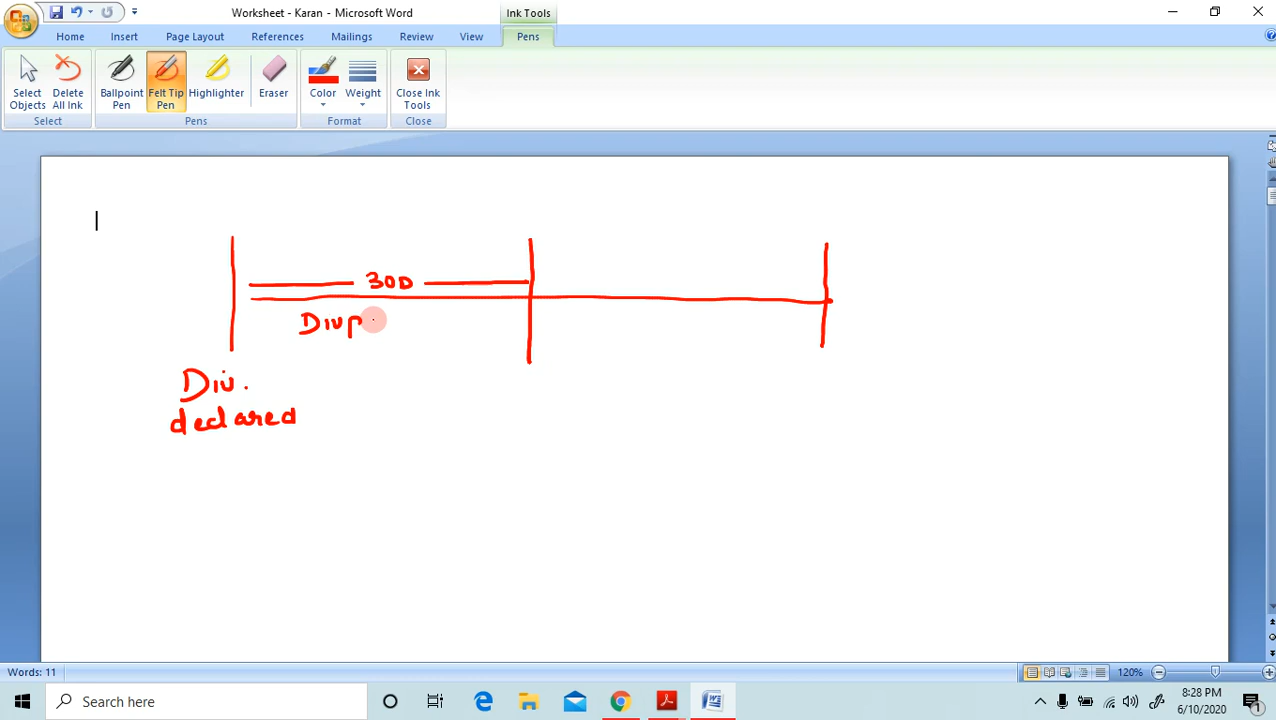 Worksheet - Karan - Microsoft Word
Ink Tools
Home Insert Page Layout References Mailings Review View Pens
Select Objects
Delete All Ink
Ballpoint Pen
Felt Tip Pen
Highlighter
Eraser
Color
Weight
Close Ink Tools
Select Pens Format Close
30D
Divp
Div.
declared
Words: 11
120%
Search here
8:28 PM
6/10/2020
1